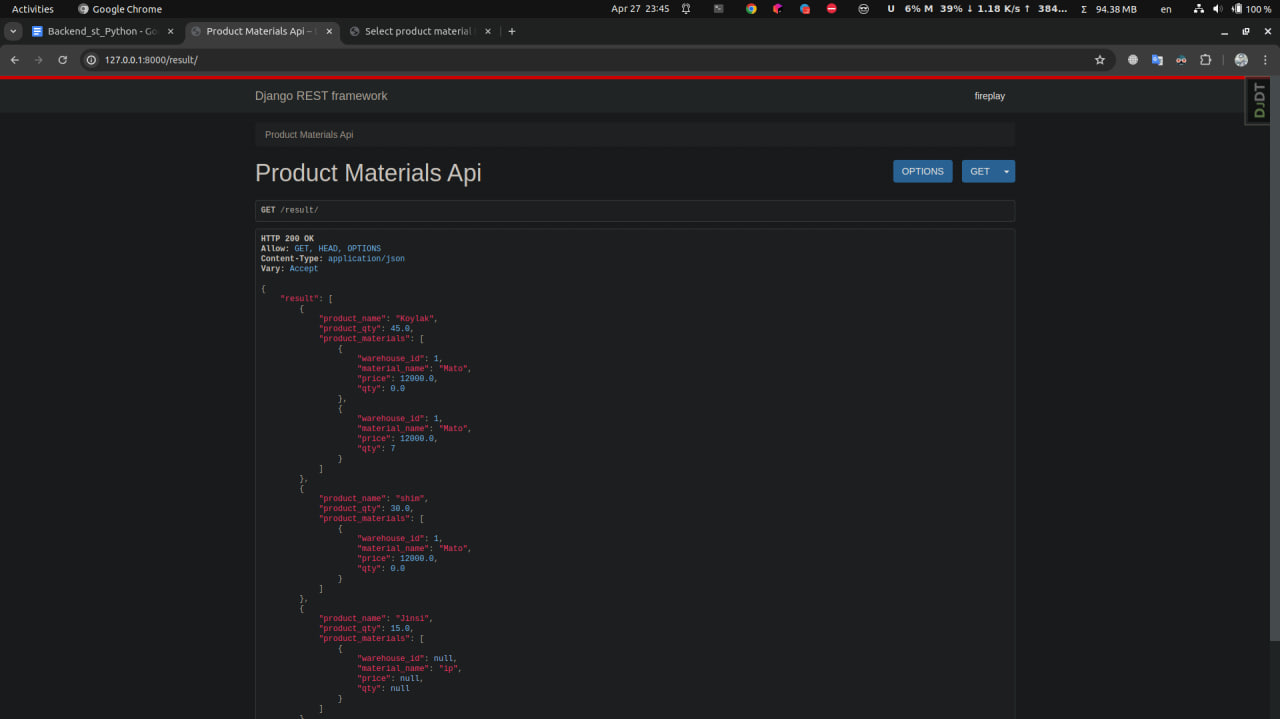 Activities Google Chrome Apr 27 23:45 U 6% M 39% ↓ 1.18 K/s ↑ 384... Σ 94.38 MB en 100 %
Backend_st_Python - Go × Product Materials Api – × Select product material × +
127.0.0.1:8000/result/
Django REST framework fireplay
DjDT
Product Materials Api
Product Materials Api OPTIONS GET
GET /result/
HTTP 200 OK
Allow: GET, HEAD, OPTIONS
Content-Type: application/json
Vary: Accept
{
"result": [
{
"product_name": "Koylak",
"product_qty": 45.0,
"product_materials": [
{
"warehouse_id": 1,
"material_name": "Mato",
"price": 12000.0,
"qty": 0.0
},
{
"warehouse_id": 1,
"material_name": "Mato",
"price": 12000.0,
"qty": 7
}
]
},
{
"product_name": "shim",
"product_qty": 30.0,
"product_materials": [
{
"warehouse_id": 1,
"material_name": "Mato",
"price": 12000.0,
"qty": 0.0
}
]
},
{
"product_name": "Jinsi",
"product_qty": 15.0,
"product_materials": [
{
"warehouse_id": null,
"material_name": "ip",
"price": null,
"qty": null
}
]
}